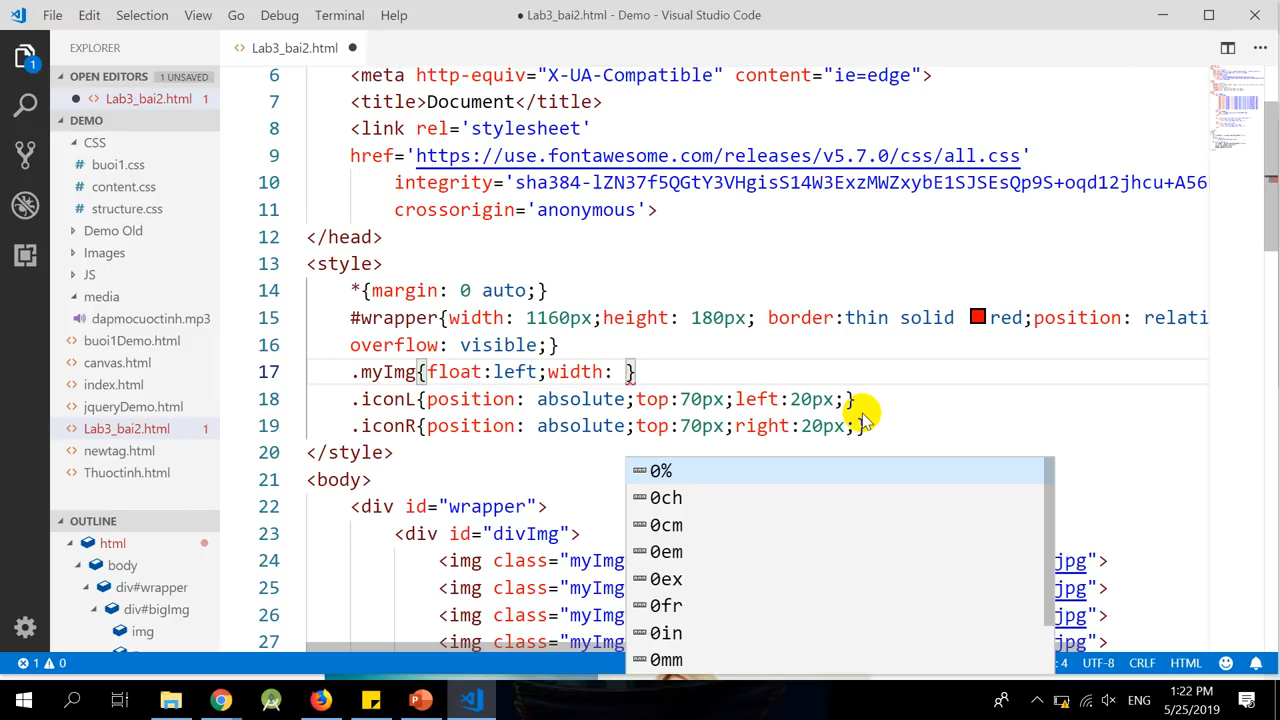 File Edit Selection View Go Debug Terminal Help
● Lab3_bai2.html - Demo - Visual Studio Code
EXPLORER
Lab3_bai2.html
OPEN EDITORS 1 UNSAVED
Lab3_bai2.html 1
DEMO
CSS
buoi1.css
content.css
structure.css
Demo Old
Images
JS
media
dapmocuoctinh.mp3
buoi1Demo.html
canvas.html
index.html
jqueryDemo.html
Lab3_bai2.html 1
newtag.html
Thuoctinh.html
OUTLINE
html
body
div#wrapper
div#bigImg
img
1
6 <meta http-equiv="X-UA-Compatible" content="ie=edge">
7 <title>Document</title>
8 <link rel='stylesheet'
9 href='https://use.fontawesome.com/releases/v5.7.0/css/all.css'
10 integrity='sha384-lZN37f5QGtY3VHgisS14W3ExzMWZxybE1SJSEsQp9S+oqd12jhcu+A56
11 crossorigin='anonymous'>
12 </head>
13 <style>
14 *{margin: 0 auto;}
15 #wrapper{width: 1160px;height: 180px; border:thin solid red;position: relati
16 overflow: visible;}
17 .myImg{float:left;width: }
18 .iconL{position: absolute;top:70px;left:20px;}
19 .iconR{position: absolute;top:70px;right:20px;}
20 </style>
21 <body>
22 <div id="wrapper">
23 <div id="divImg">
24 <img class="myImg jpg">
25 <img class="myImg jpg">
26 <img class="myImg jpg">
27 <img class="myImg jpg">
0%
0ch
0cm
0em
0ex
0fr
0in
0mm
1 0
: 4 UTF-8 CRLF HTML
ENG
1:22 PM
5/25/2019